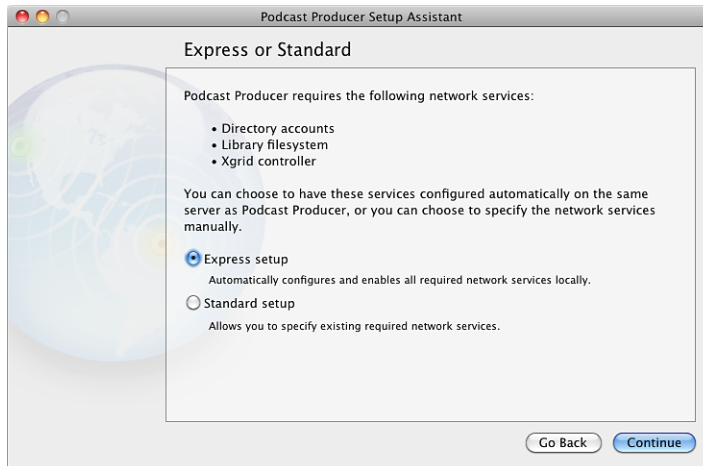 Podcast Producer Setup Assistant
Express or Standard
Podcast Producer requires the following network services:
• Directory accounts
• Library filesystem
• Xgrid controller
You can choose to have these services configured automatically on the same
server as Podcast Producer, or you can choose to specify the network services
manually.
Express setup
Automatically configures and enables all required network services locally.
Standard setup
Allows you to specify existing required network services.
Go Back
Continue